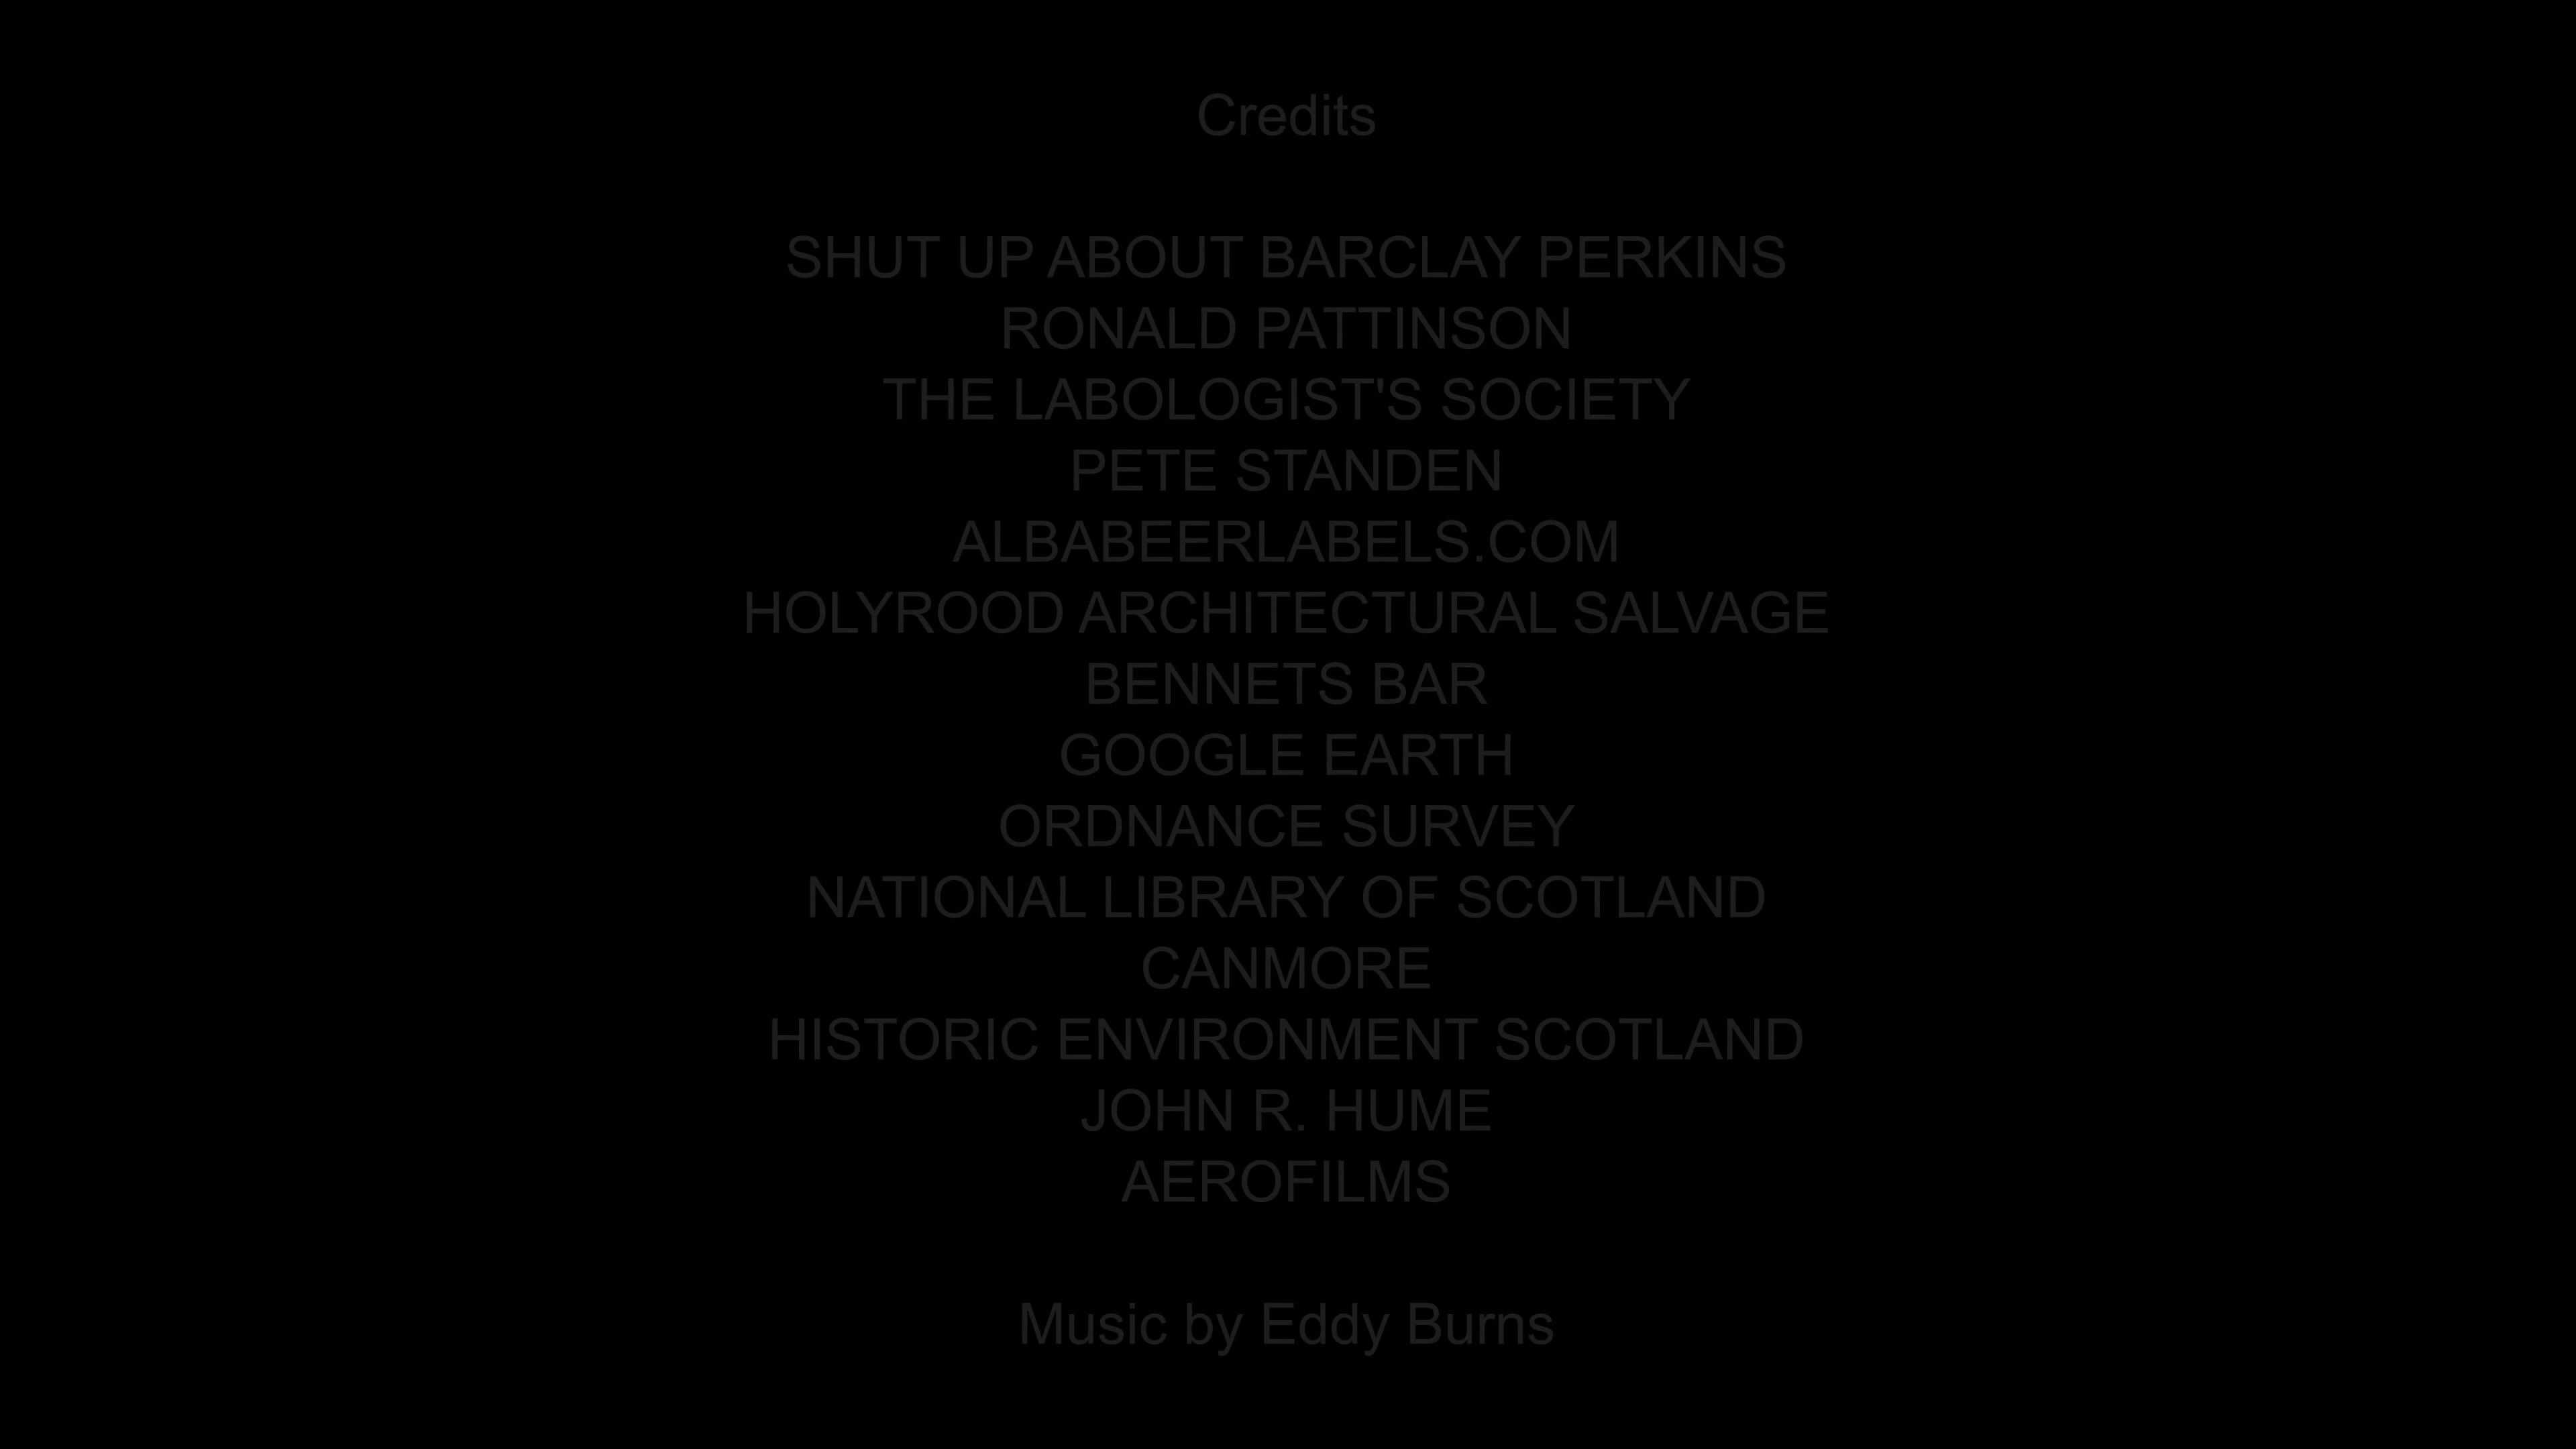 Credits
SHUT UP ABOUT BARCLAY PERKINS
RONALD PATTINSON
THE LABOLOGIST'S SOCIETY
PETE STANDEN
ALBABEERLABELS.COM
HOLYROOD ARCHITECTURAL SALVAGE
BENNETS BAR
GOOGLE EARTH
ORDNANCE SURVEY
NATIONAL LIBRARY OF SCOTLAND
CANMORE
HISTORIC ENVIRONMENT SCOTLAND
JOHN R. HUME
AEROFILMS
Music by Eddy Burns